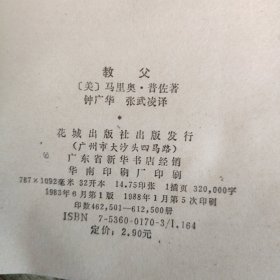 教父
〔美〕马里奥·普佐著
钟广华 张武凌译
花城出版社出版发行
(广州市大沙头四马路)
广东省新华书店经销
华南印刷厂印刷
787×1092毫米 32开本 14.75印张 1插页 320,000字
1983年6月第1版 1988年1月第5次印刷
印数462,501—612,500册
ISBN 7-5360-0170-3/I.164
定价: 2.90元